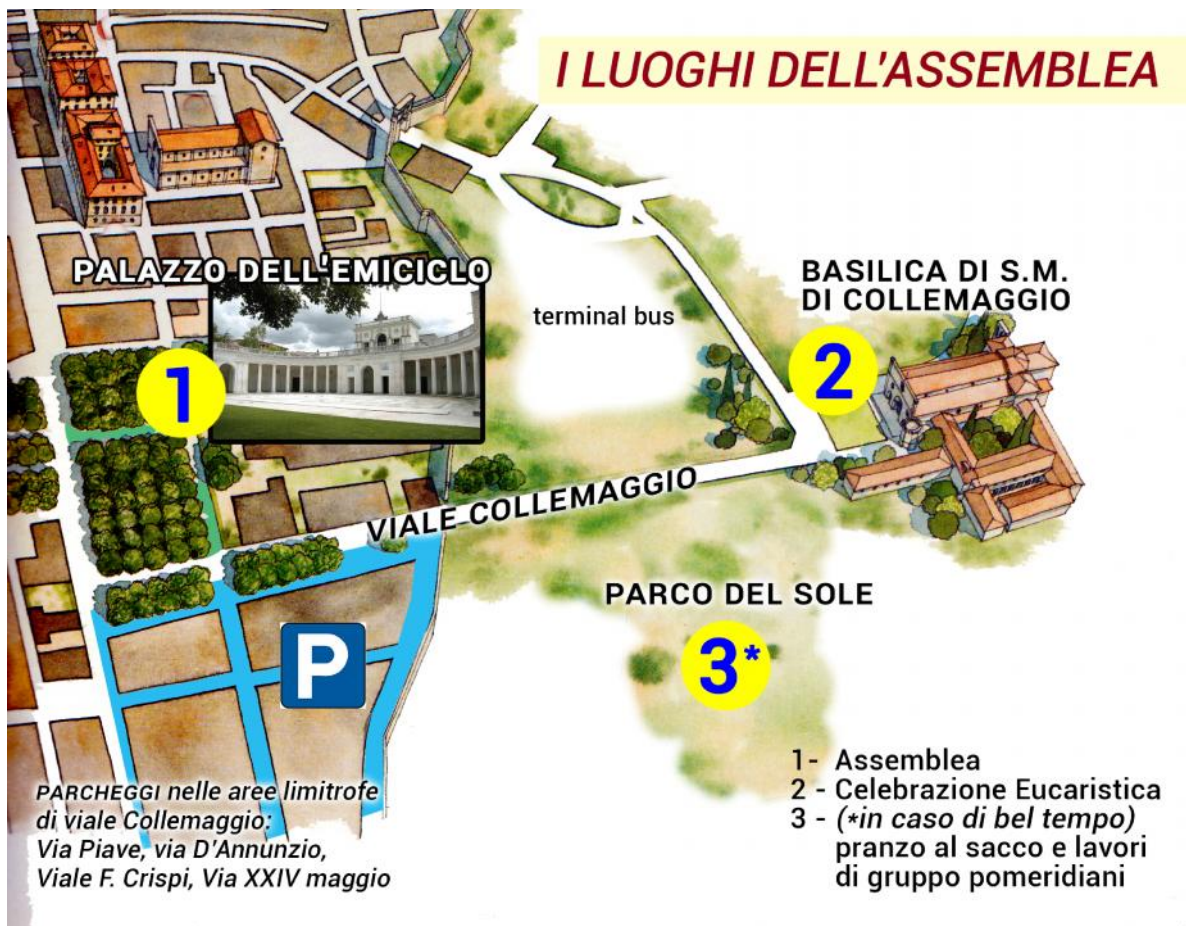 I LUOGHI DELL'ASSEMBLEA
PALAZZO DELL'EMICICLO
1
terminal bus
BASILICA DI S.M.
DI COLLEMAGGIO
2
VIALE COLLEMAGGIO
PARCO DEL SOLE
3*
P
PARCHEGGI nelle aree limitrofe
di viale Collemaggio:
Via Piave, via D'Annunzio,
Viale F. Crispi, Via XXIV maggio
1 - Assemblea
2 - Celebrazione Eucaristica
3 - (*in caso di bel tempo)
pranzo al sacco e lavori
di gruppo pomeridiani